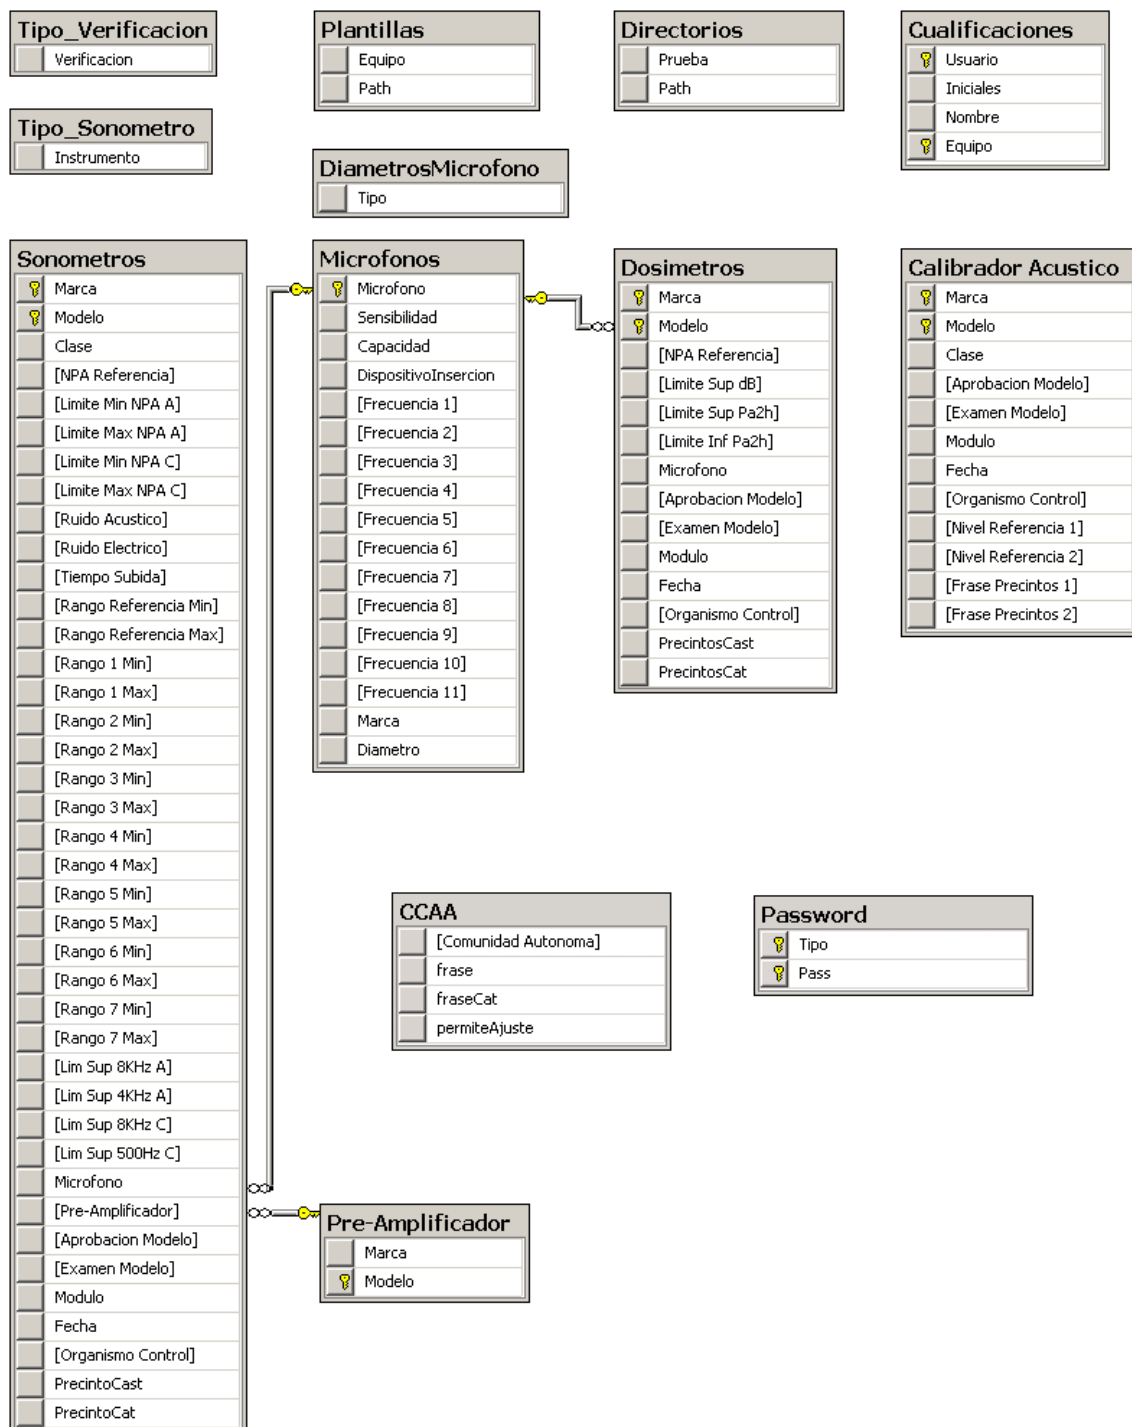 Tipo_Verificacion
Verificacion
Plantillas
Equipo
Path
Directorios
Prueba
Path
Cualificaciones
Usuario
Iniciales
Nombre
Equipo
Tipo_Sonometro
Instrumento
DiametrosMicrofono
Tipo
Sonometros
Marca
Modelo
Clase
[NPA Referencia]
[Limite Min NPA A]
[Limite Max NPA A]
[Limite Min NPA C]
[Limite Max NPA C]
[Ruido Acustico]
[Ruido Electrico]
[Tiempo Subida]
[Rango Referencia Min]
[Rango Referencia Max]
[Rango 1 Min]
[Rango 1 Max]
[Rango 2 Min]
[Rango 2 Max]
[Rango 3 Min]
[Rango 3 Max]
[Rango 4 Min]
[Rango 4 Max]
[Rango 5 Min]
[Rango 5 Max]
[Rango 6 Min]
[Rango 6 Max]
[Rango 7 Min]
[Rango 7 Max]
[Lim Sup 8KHz A]
[Lim Sup 4KHz A]
[Lim Sup 8KHz C]
[Lim Sup 500Hz C]
Microfono
[Pre-Amplificador]
[Aprobacion Modelo]
[Examen Modelo]
Modulo
Fecha
[Organismo Control]
PrecintoCast
PrecintoCat
Microfonos
Microfono
Sensibilidad
Capacidad
DispositivoInsercion
[Frecuencia 1]
[Frecuencia 2]
[Frecuencia 3]
[Frecuencia 4]
[Frecuencia 5]
[Frecuencia 6]
[Frecuencia 7]
[Frecuencia 8]
[Frecuencia 9]
[Frecuencia 10]
[Frecuencia 11]
Marca
Diametro
Dosimetros
Marca
Modelo
[NPA Referencia]
[Limite Sup dB]
[Limite Sup Pa2h]
[Limite Inf Pa2h]
Microfono
[Aprobacion Modelo]
[Examen Modelo]
Modulo
Fecha
[Organismo Control]
PrecintosCast
PrecintosCat
Calibrador Acustico
Marca
Modelo
Clase
[Aprobacion Modelo]
[Examen Modelo]
Modulo
Fecha
[Organismo Control]
[Nivel Referencia 1]
[Nivel Referencia 2]
[Frase Precintos 1]
[Frase Precintos 2]
CCAA
[Comunidad Autonoma]
frase
fraseCat
permiteAjuste
Password
Tipo
Pass
Pre-Amplificador
Marca
Modelo